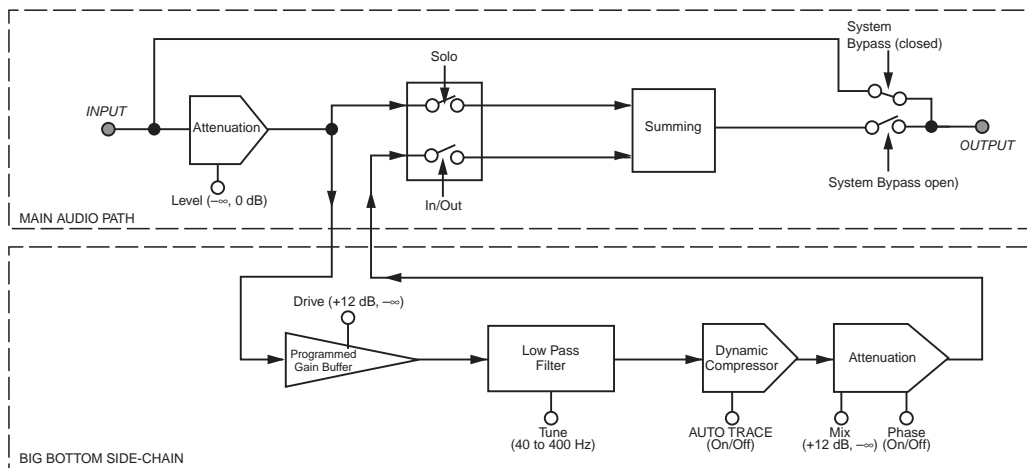 System
Bypass (closed)
Solo
INPUT
Attenuation
Summing
OUTPUT
System Bypass open)
Level (–∞, 0 dB)
In/Out
MAIN AUDIO PATH
Drive (+12 dB, –∞)
Programmed
Gain Buffer
Low Pass
Filter
Dynamic
Compressor
Attenuation
Tune
(40 to 400 Hz)
AUTO TRACE
(On/Off)
Mix
(+12 dB, –∞)
Phase
(On/Off)
BIG BOTTOM SIDE-CHAIN